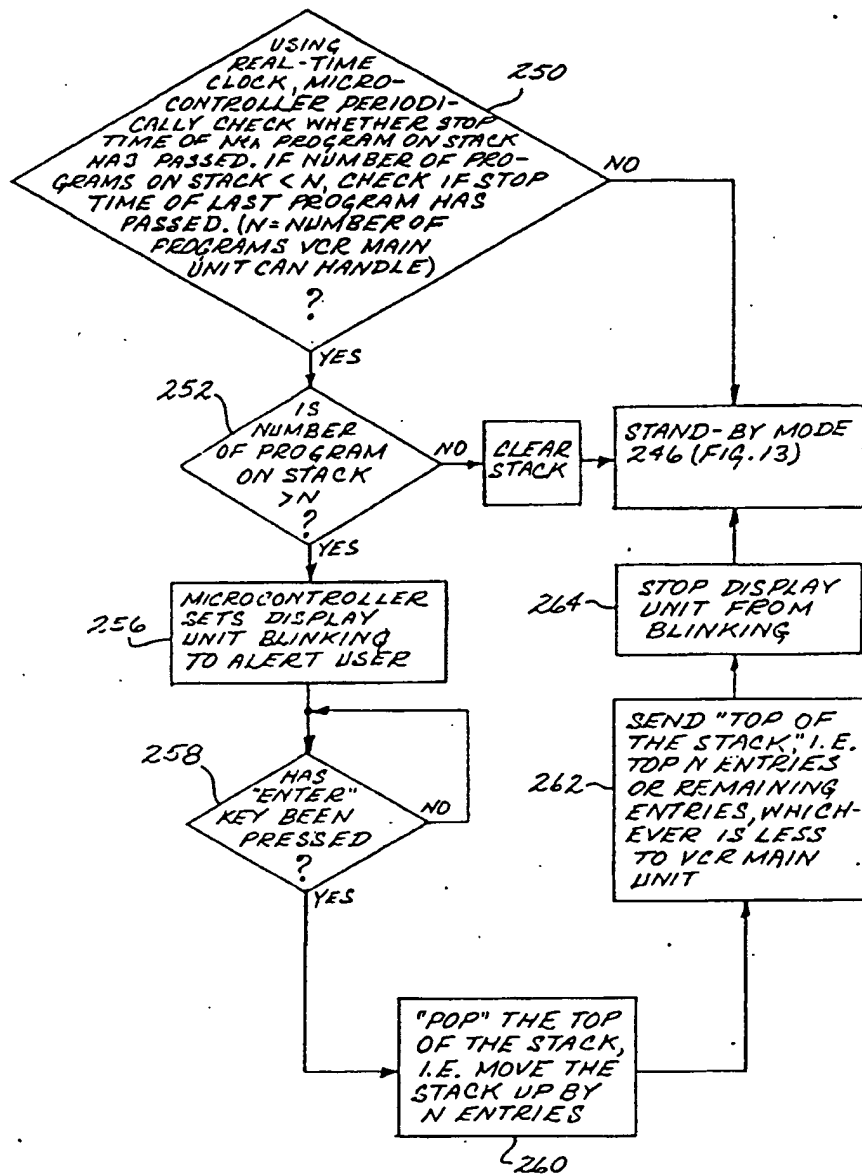 USING
REAL-TIME
CLOCK, MICRO-
CONTROLLER PERIODI-
CALLY CHECK WHETHER STOP
TIME OF Nth PROGRAM ON STACK
HAS PASSED. IF NUMBER OF PRO-
GRAMS ON STACK < N, CHECK IF STOP
TIME OF LAST PROGRAM HAS
PASSED. (N = NUMBER OF
PROGRAMS VCR MAIN
UNIT CAN HANDLE)
?
250
NO
YES
252
IS
NUMBER
OF PROGRAM
ON STACK
>N
?
NO
CLEAR
STACK
STAND-BY MODE
246 (FIG. 13)
YES
256
MICROCONTROLLER
SETS DISPLAY
UNIT BLINKING
TO ALERT USER
264
STOP DISPLAY
UNIT FROM
BLINKING
258
HAS
"ENTER"
KEY BEEN
PRESSED
?
NO
YES
262
SEND "TOP OF
THE STACK," I.E.
TOP N ENTRIES
OR REMAINING
ENTRIES, WHICH-
EVER IS LESS
TO VCR MAIN
UNIT
"POP" THE TOP
OF THE STACK,
I.E. MOVE THE
STACK UP BY
N ENTRIES
260